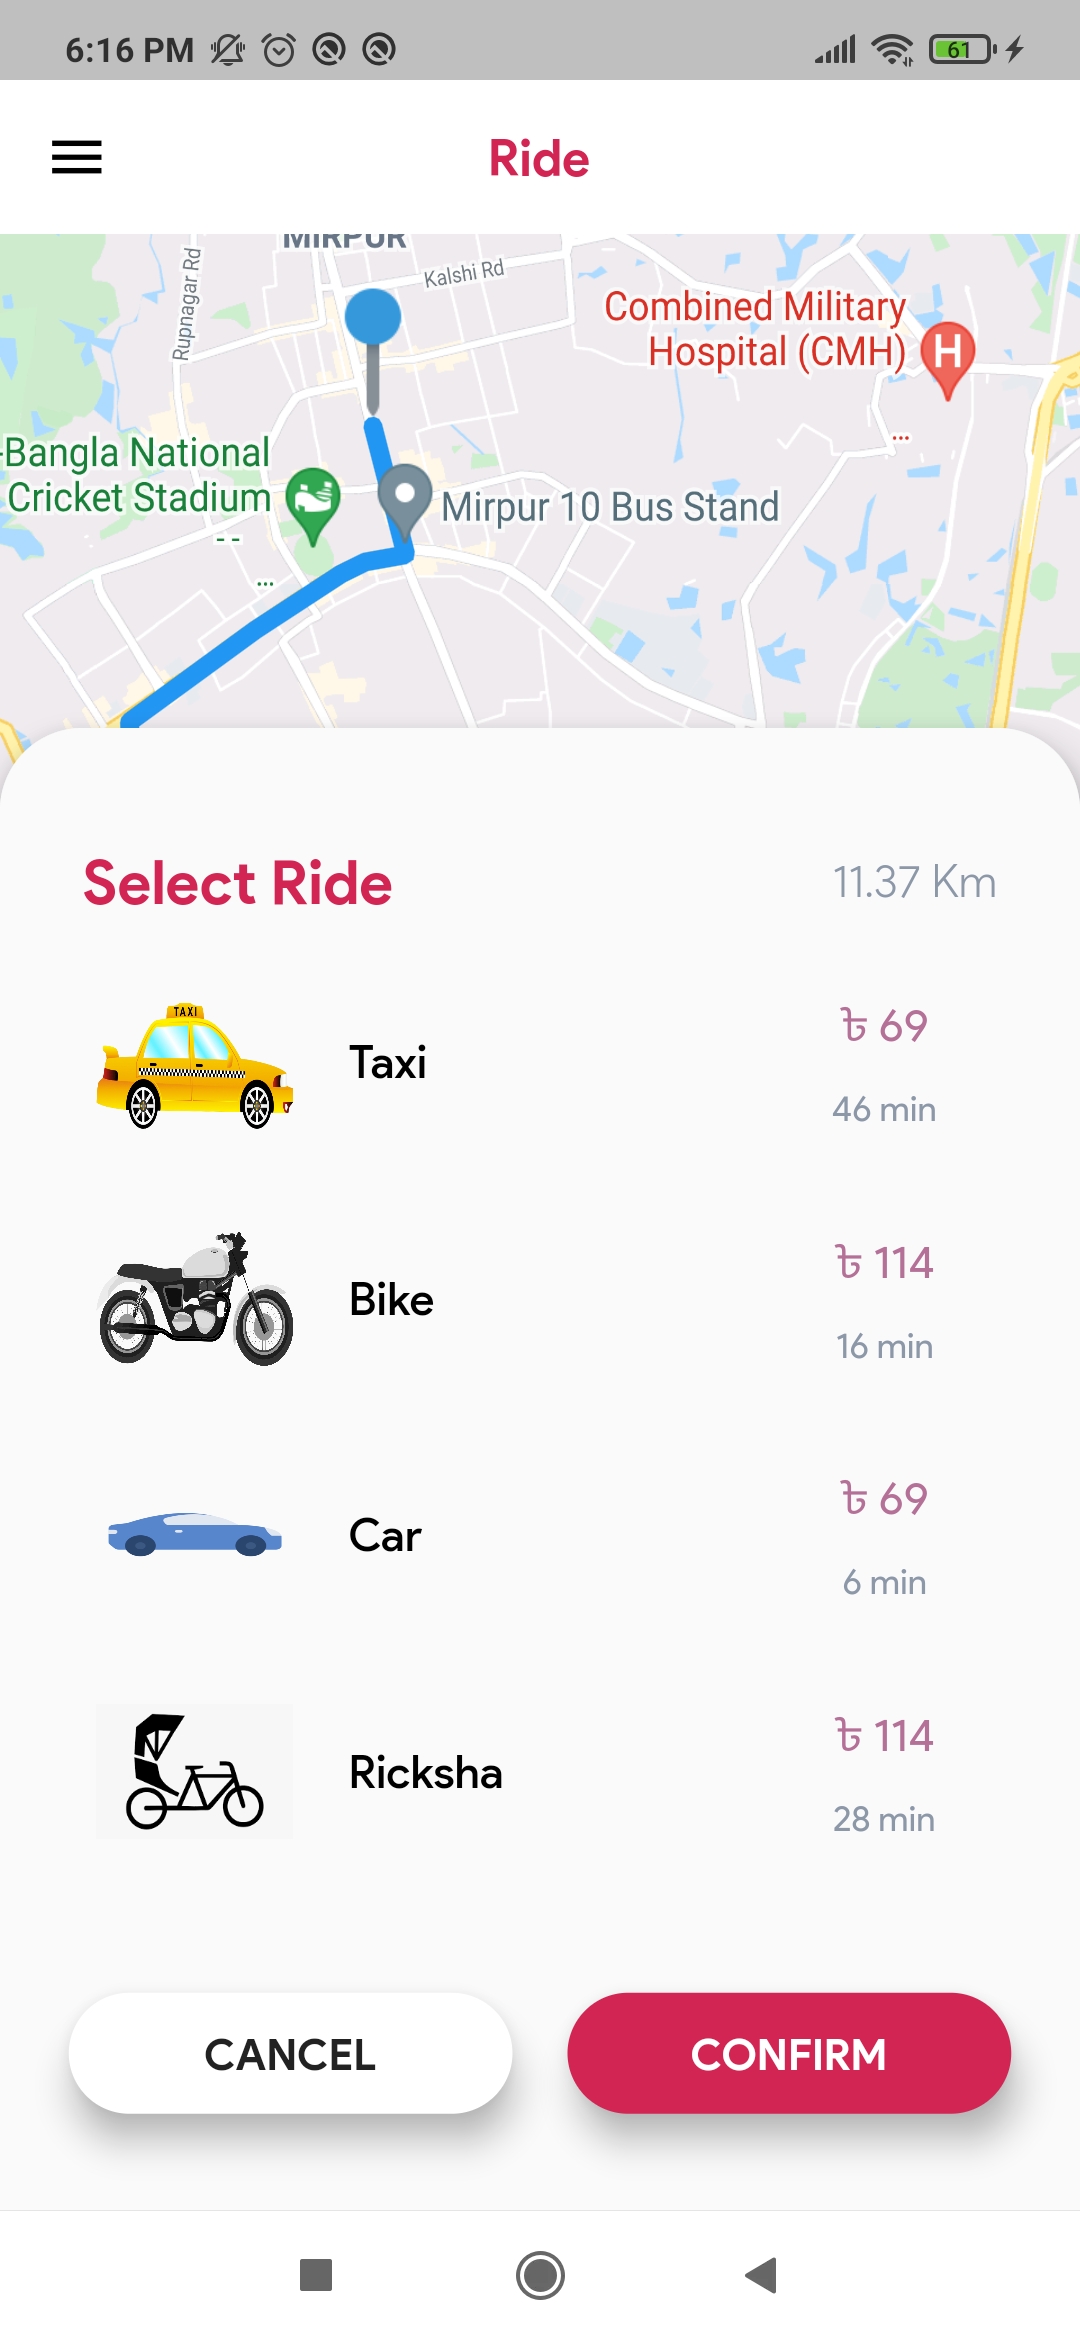 6:16 PM
61
Ride
MIRPUR
Kalshi Rd
Rupnagar Rd
Combined Military
Hospital (CMH)
H
-Bangla National
Cricket Stadium
Mirpur 10 Bus Stand
Select Ride
11.37 Km
TAXI
Taxi
৳ 69
46 min
Bike
৳ 114
16 min
Car
৳ 69
6 min
Ricksha
৳ 114
28 min
CANCEL
CONFIRM